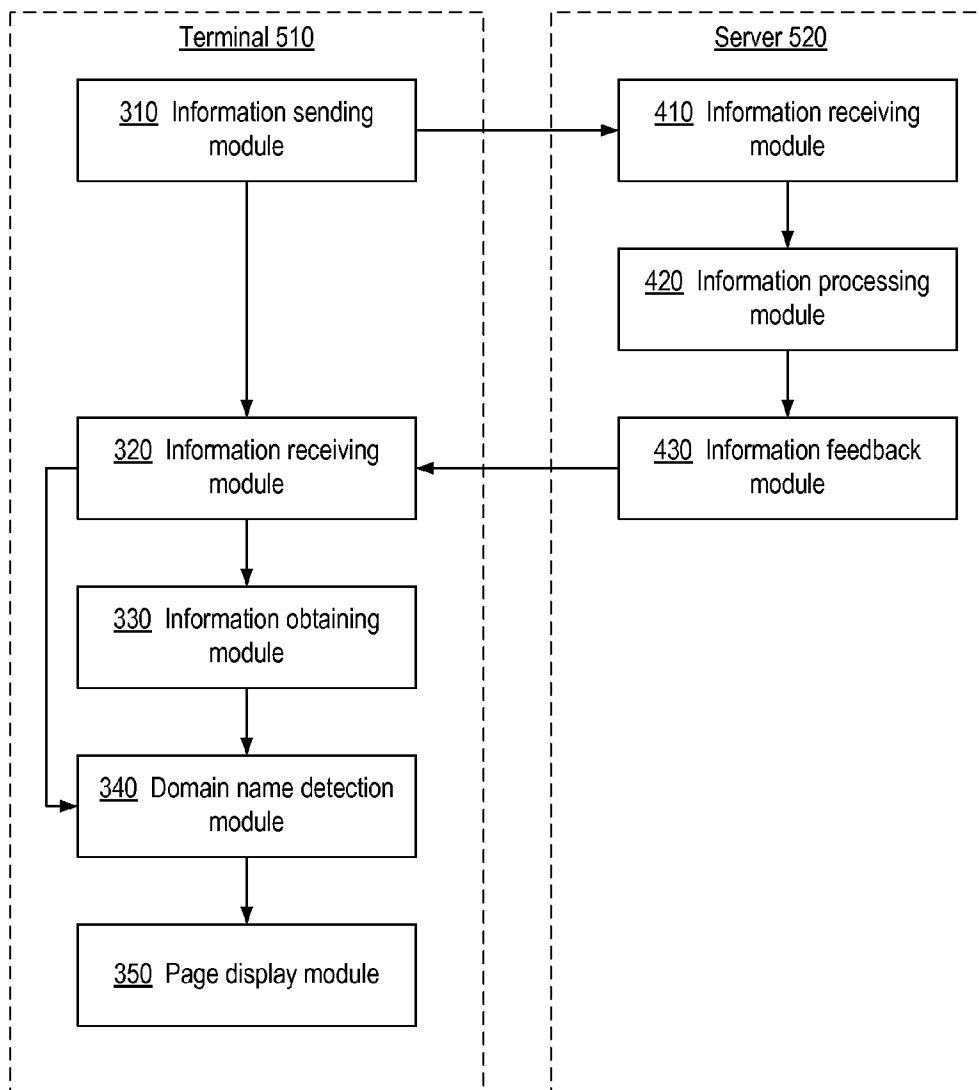 Terminal 510
310 Information sending
module
320 Information receiving
module
330 Information obtaining
module
340 Domain name detection
module
350 Page display module
Server 520
410 Information receiving
module
420 Information processing
module
430 Information feedback
module